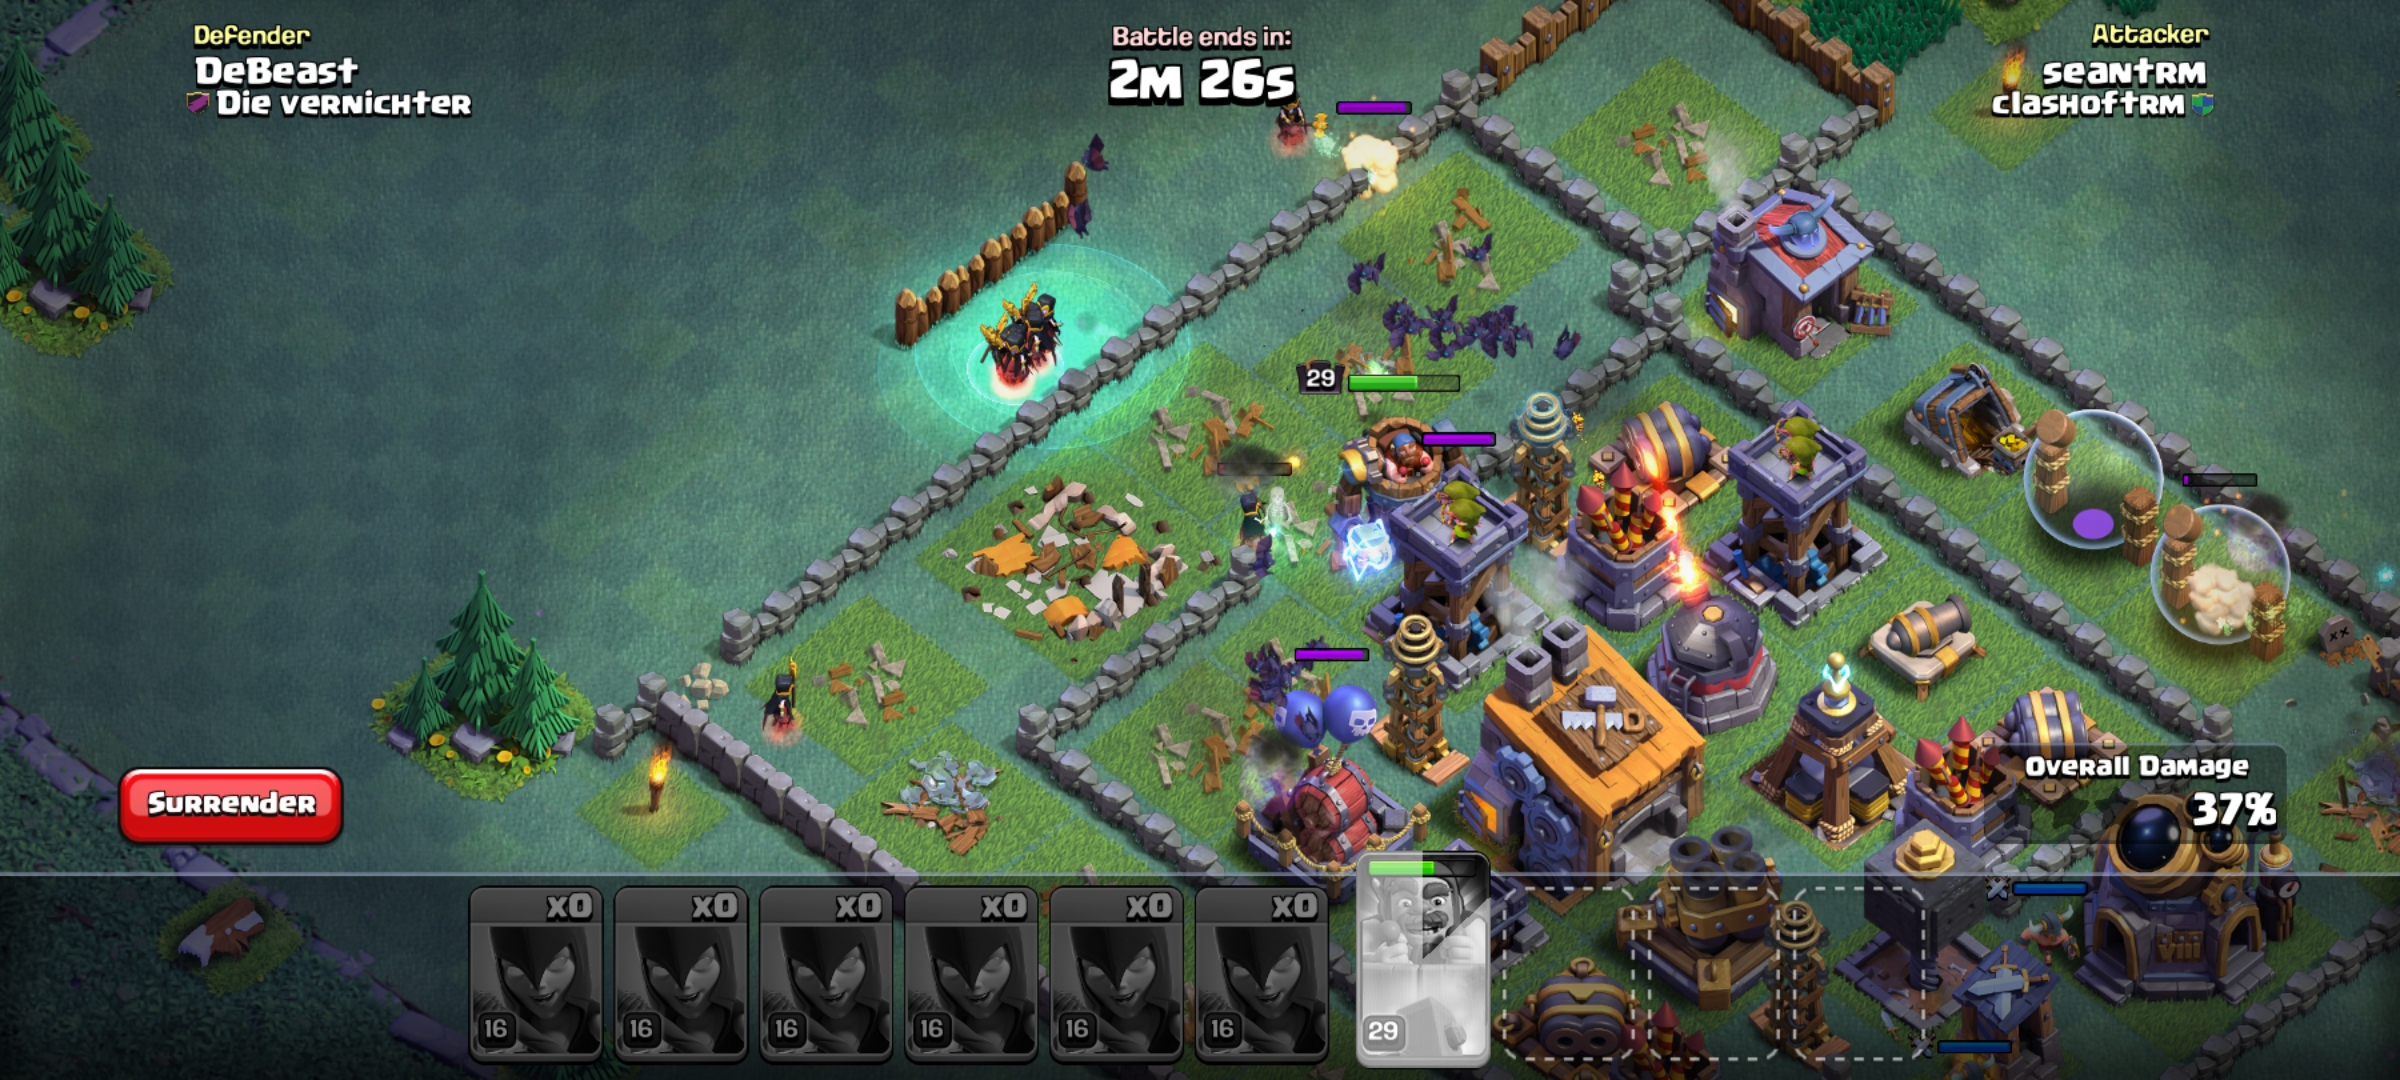 Defender
DeBeast
Die vernichter
Battle ends in:
2M 26s
Attacker
seantrm
clashoftrm
29
Surrender
Overall Damage
37%
x0
x0
x0
x0
x0
x0
16
16
16
16
16
16
29
VIII